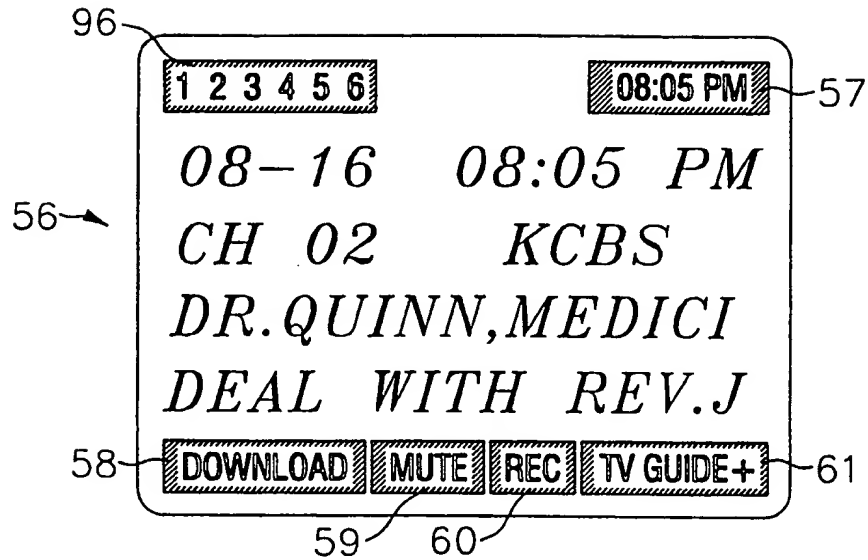 96
1 2 3 4 5 6 08:05 PM 57
08-16 08:05 PM
56 CH 02 KCBS
DR.QUINN,MEDICI
DEAL WITH REV.J
58 DOWNLOAD MUTE REC TV GUIDE+ 61
59 60